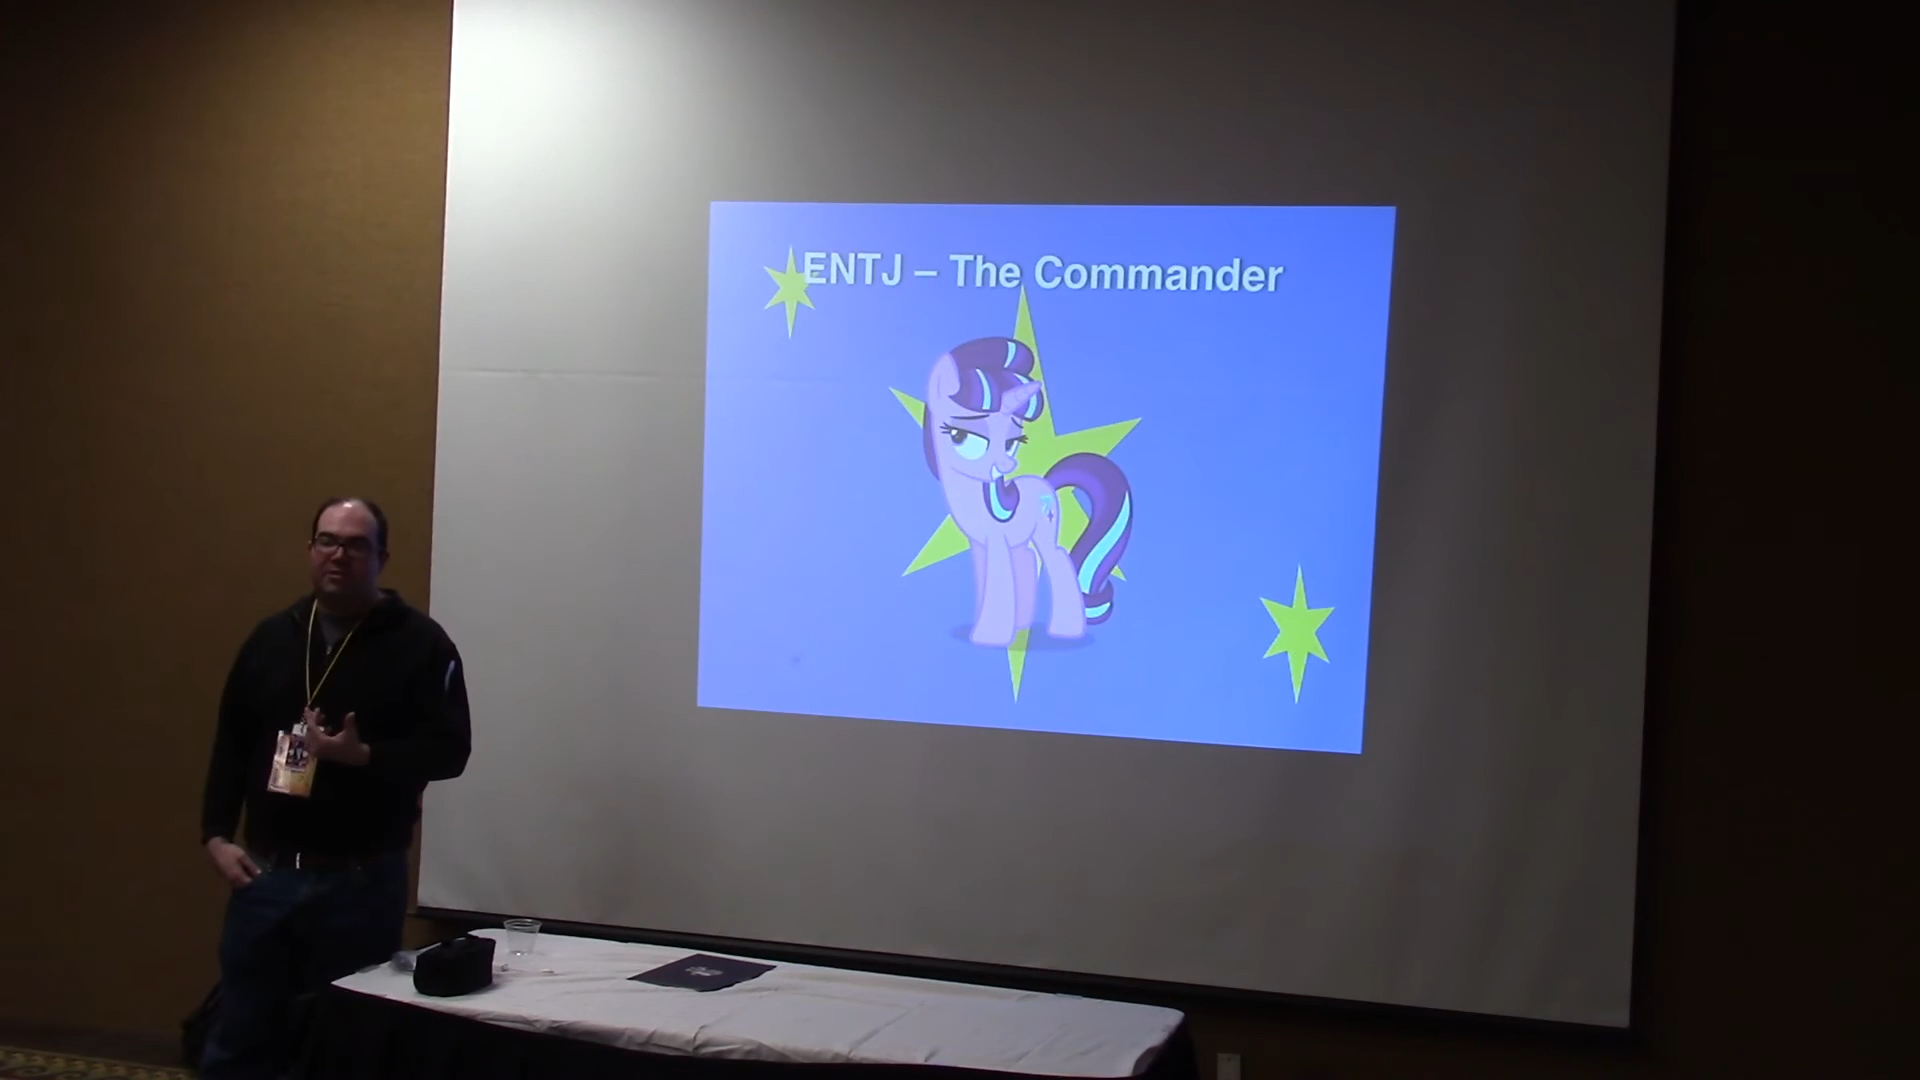 ENTJ – The Commander